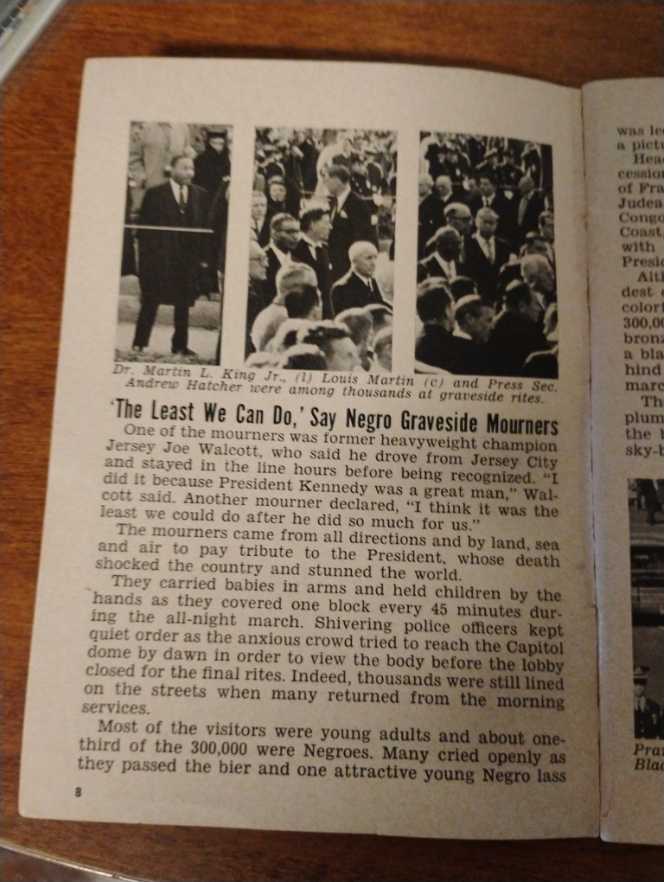 Dr. Martin L. King Jr., (l) Louis Martin (c) and Press Sec.
Andrew Hatcher were among thousands at graveside rites.
'The Least We Can Do,' Say Negro Graveside Mourners
One of the mourners was former heavyweight champion
Jersey Joe Walcott, who said he drove from Jersey City
and stayed in the line hours before being recognized. "I
did it because President Kennedy was a great man," Wal-
cott said. Another mourner declared, "I think it was the
least we could do after he did so much for us."
The mourners came from all directions and by land, sea
and air to pay tribute to the President, whose death
shocked the country and stunned the world.
They carried babies in arms and held children by the
hands as they covered one block every 45 minutes dur-
ing the all-night march. Shivering police officers kept
quiet order as the anxious crowd tried to reach the Capitol
dome by dawn in order to view the body before the lobby
closed for the final rites. Indeed, thousands were still lined
on the streets when many returned from the morning
services.
Most of the visitors were young adults and about one-
third of the 300,000 were Negroes. Many cried openly as
they passed the bier and one attractive young Negro lass
8
was
a
of
Judea
Coast,
with
dest
300,00
a
hind
the